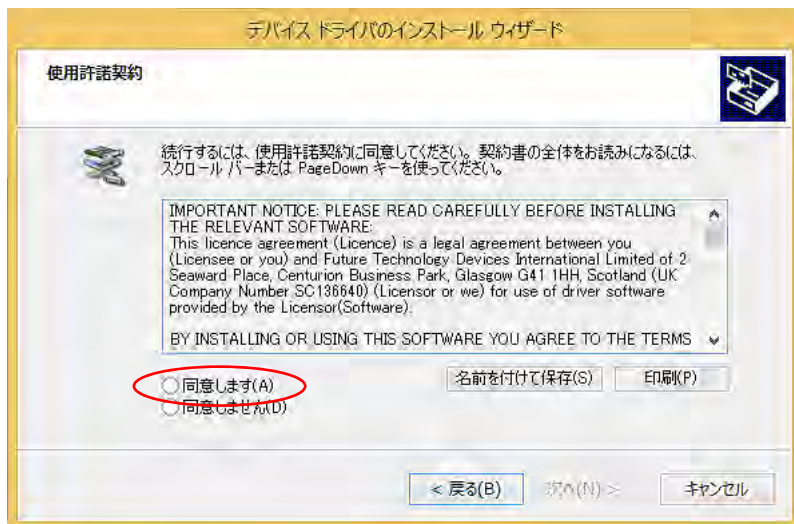 デバイス ドライバのインストール ウィザード
使用許諾契約
続行するには、使用許諾契約に同意してください。契約書の全体をお読みになるには、
スクロール バーまたは PageDown キーを使ってください。
IMPORTANT NOTICE: PLEASE READ CAREFULLY BEFORE INSTALLING
THE RELEVANT SOFTWARE:
This licence agreement (Licence) is a legal agreement between you
(Licensee or you) and Future Technology Devices International Limited of 2
Seaward Place, Centurion Business Park, Glasgow G41 1HH, Scotland (UK
Company Number SC136640) (Licensor or we) for use of driver software
provided by the Licensor(Software).
BY INSTALLING OR USING THIS SOFTWARE YOU AGREE TO THE TERMS
同意します(A)
名前を付けて保存(S) 印刷(P)
同意しません(D)
< 戻る(B) 次へ(N) > キャンセル